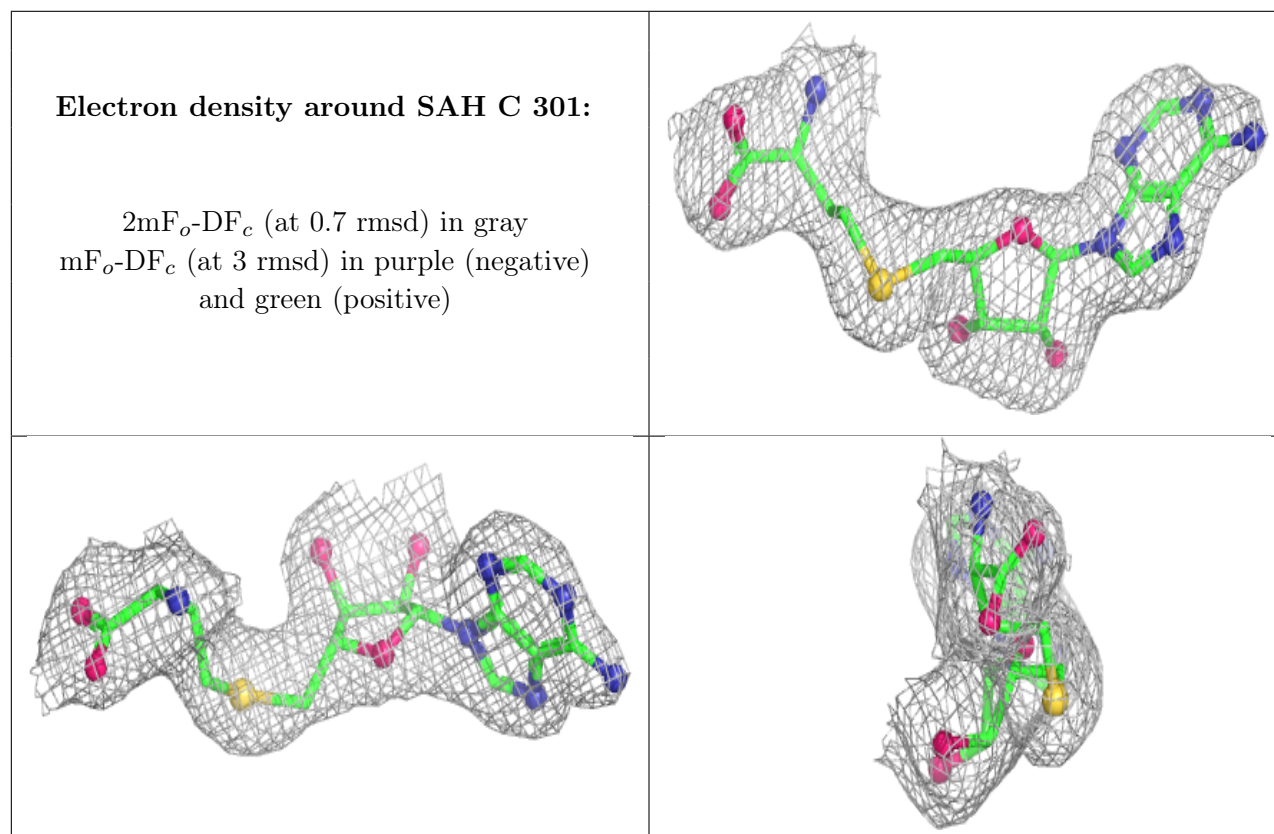 Electron density around SAH C 301:
2mFₒ-DF𝒸 (at 0.7 rmsd) in gray
mFₒ-DF𝒸 (at 3 rmsd) in purple (negative)
and green (positive)